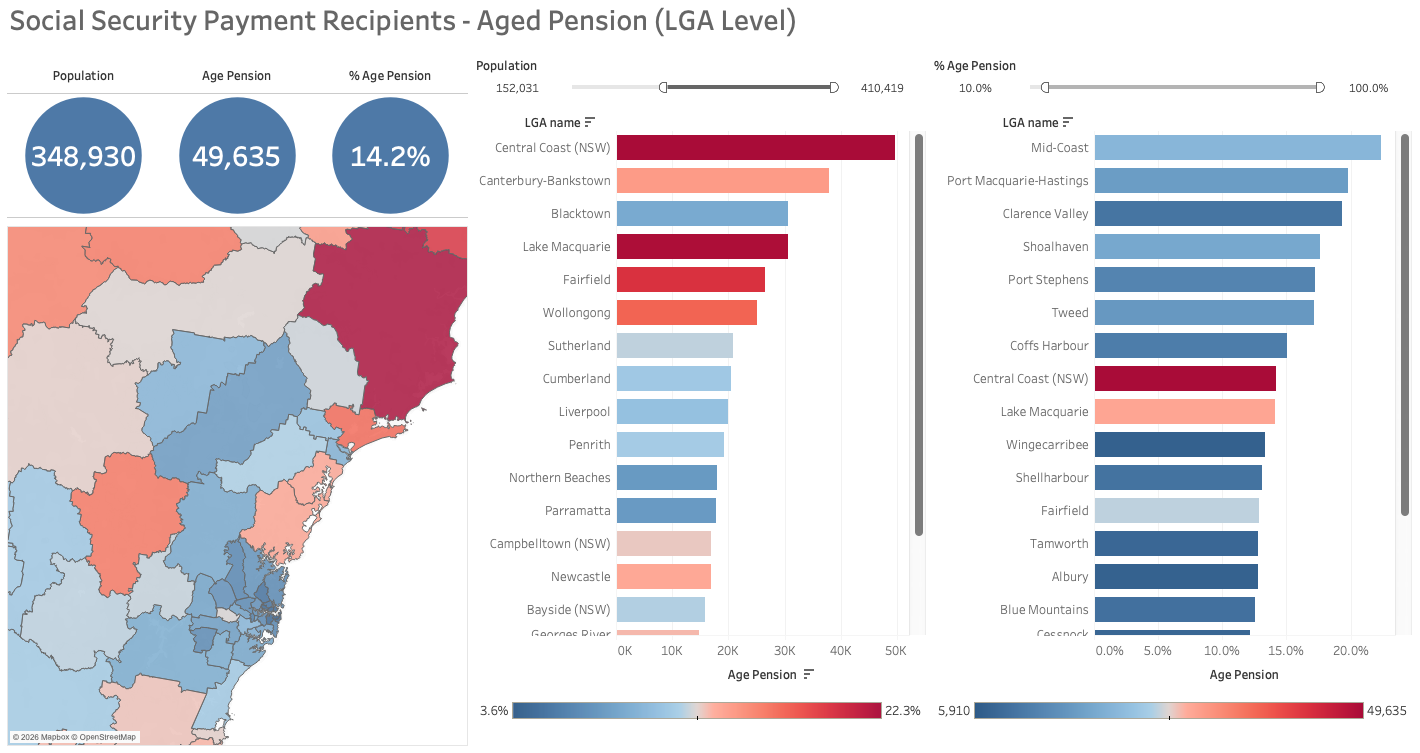 Social Security Payment Recipients - Aged Pension (LGA Level)
Population
Age Pension
% Age Pension
348,930
49,635
14.2%
© 2026 Mapbox © OpenStreetMap
Population
152,031
410,419
LGA name
Central Coast (NSW)
Canterbury-Bankstown
Blacktown
Lake Macquarie
Fairfield
Wollongong
Sutherland
Cumberland
Liverpool
Penrith
Northern Beaches
Parramatta
Campbelltown (NSW)
Newcastle
Bayside (NSW)
Georges River
0K 10K 20K 30K 40K 50K
Age Pension
3.6%
22.3%
% Age Pension
10.0%
100.0%
LGA name
Mid-Coast
Port Macquarie-Hastings
Clarence Valley
Shoalhaven
Port Stephens
Tweed
Coffs Harbour
Central Coast (NSW)
Lake Macquarie
Wingecarribee
Shellharbour
Fairfield
Tamworth
Albury
Blue Mountains
Cessnock
0.0% 5.0% 10.0% 15.0% 20.0%
Age Pension
5,910
49,635